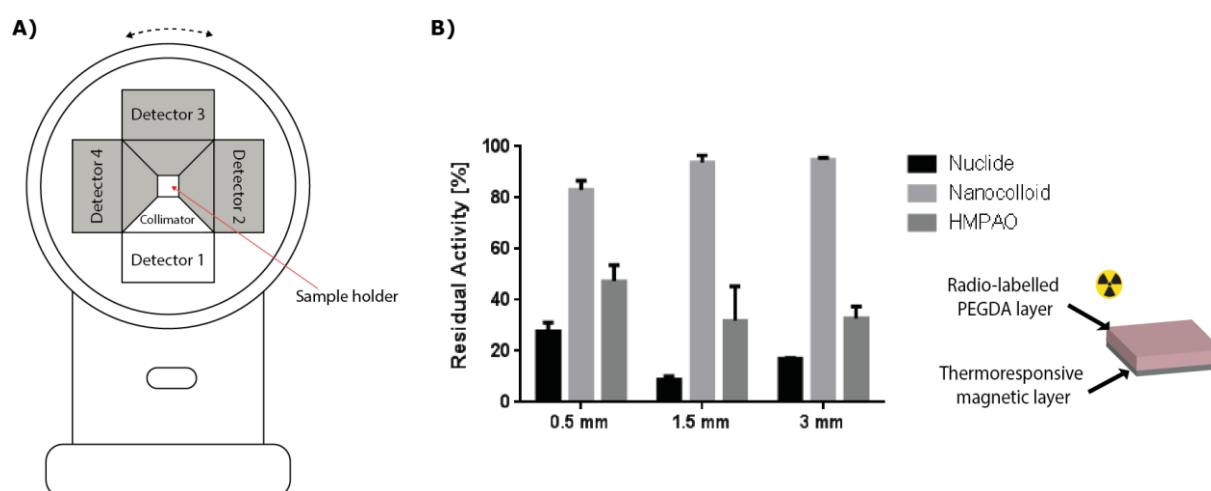 A)
Detector 3
Detector 4
Detector 2
Collimator
Detector 1
Sample holder
B)
Residual Activity [%]
100
80
60
40
20
0
0.5 mm
1.5 mm
3 mm
Nuclide
Nanocolloid
HMPAO
Radio-labelled
PEGDA layer
Thermoresponsive
magnetic layer